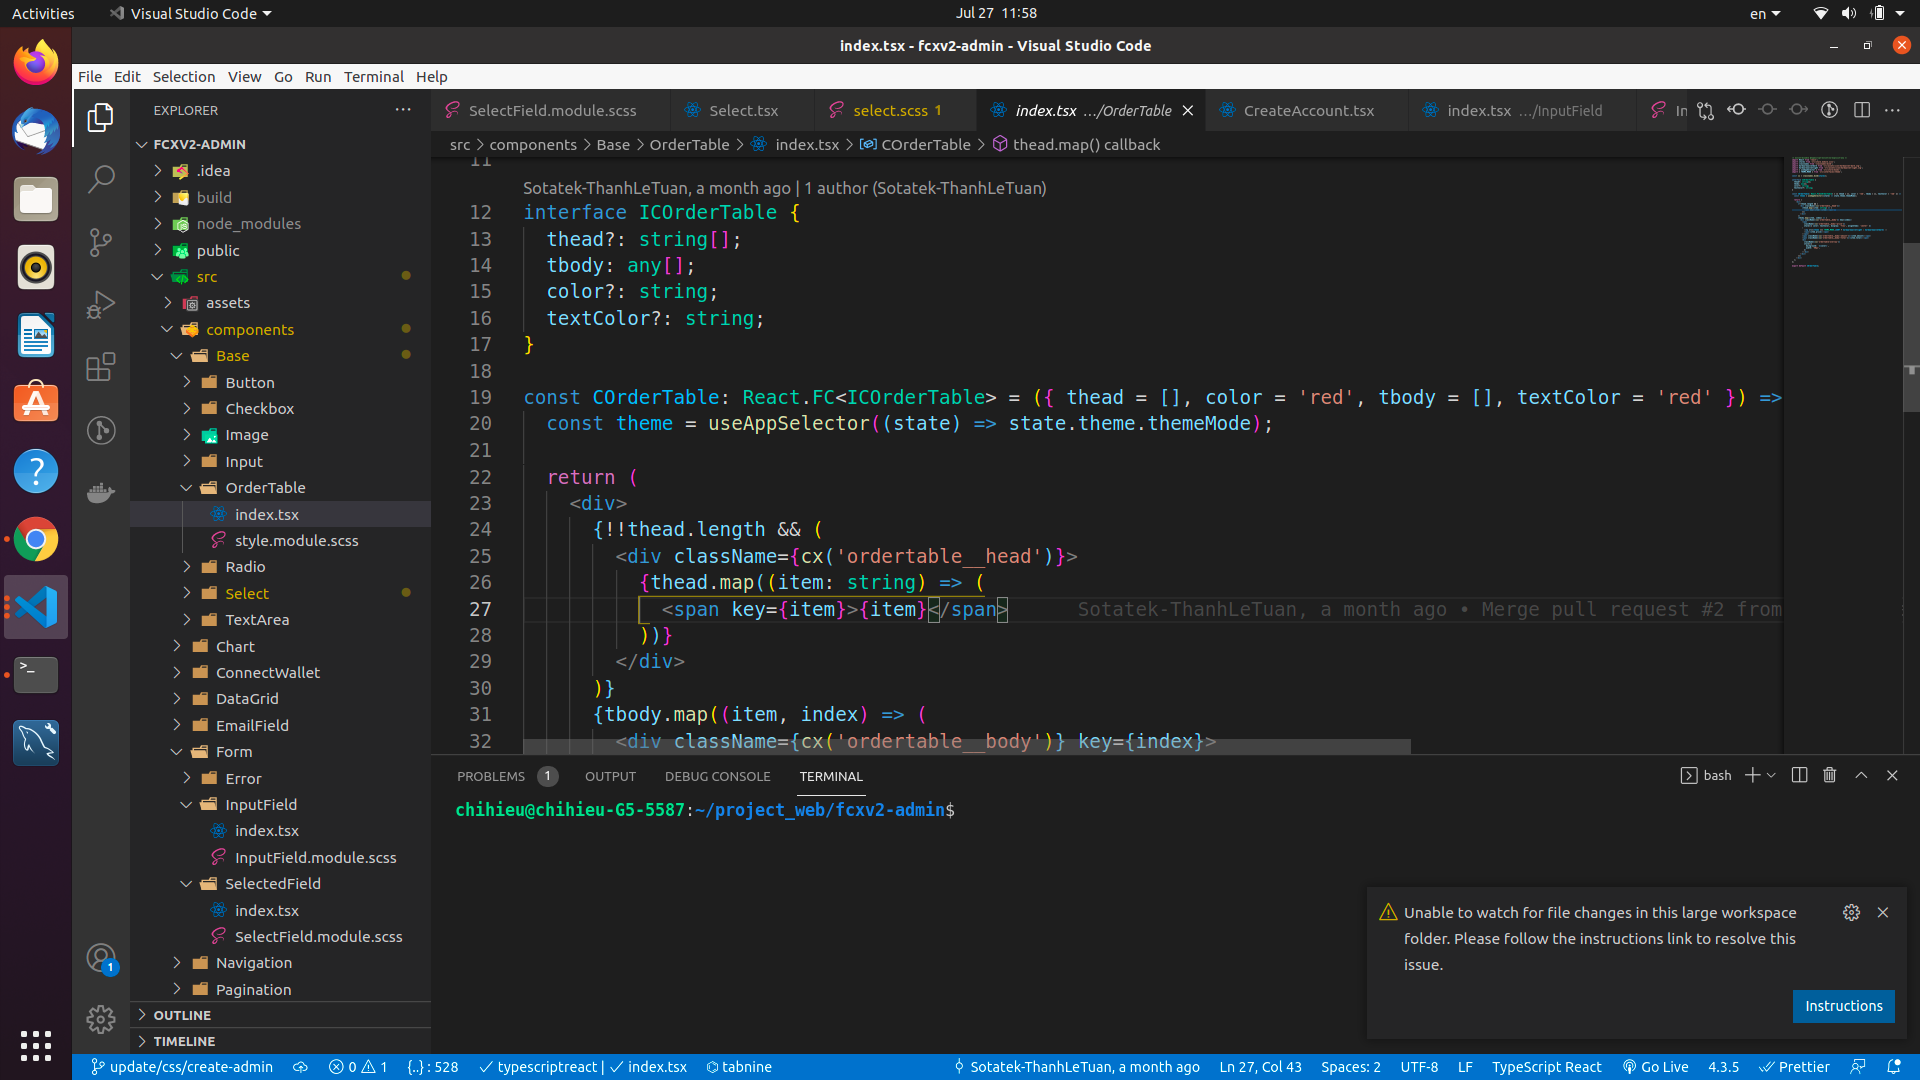 Activities
Visual Studio Code
Jul 27 11:58
en
index.tsx - fcxv2-admin - Visual Studio Code
File Edit Selection View Go Run Terminal Help
EXPLORER
FCXV2-ADMIN
.idea
build
node_modules
public
src
assets
components
Base
Button
Checkbox
Image
Input
OrderTable
index.tsx
style.module.scss
Radio
Select
TextArea
Chart
ConnectWallet
DataGrid
EmailField
Form
Error
InputField
index.tsx
InputField.module.scss
SelectedField
index.tsx
SelectField.module.scss
Navigation
Pagination
OUTLINE
TIMELINE
SelectField.module.scss
Select.tsx
select.scss 1
index.tsx .../OrderTable
CreateAccount.tsx
index.tsx .../InputField
src > components > Base > OrderTable > index.tsx > COrderTable > thead.map() callback
11
Sotatek-ThanhLeTuan, a month ago | 1 author (Sotatek-ThanhLeTuan)
12 interface ICOrderTable {
13 thead?: string[];
14 tbody: any[];
15 color?: string;
16 textColor?: string;
17 }
18
19 const COrderTable: React.FC<ICOrderTable> = ({ thead = [], color = 'red', tbody = [], textColor = 'red' }) =>
20 const theme = useAppSelector((state) => state.theme.themeMode);
21
22 return (
23 <div>
24 {!!thead.length && (
25 <div className={cx('ordertable__head')}>
26 {thead.map((item: string) => (
27 <span key={item}>{item}</span> Sotatek-ThanhLeTuan, a month ago • Merge pull request #2 from
28 ))}
29 </div>
30 )}
31 {tbody.map((item, index) => (
32 <div className={cx('ordertable__body')} key={index}>
PROBLEMS 1 OUTPUT DEBUG CONSOLE TERMINAL
bash
chihieu@chihieu-G5-5587:~/project_web/fcxv2-admin$
Unable to watch for file changes in this large workspace
folder. Please follow the instructions link to resolve this
issue.
Instructions
1
update/css/create-admin
0 1
{..} : 528
typescriptreact | index.tsx
tabnine
Sotatek-ThanhLeTuan, a month ago
Ln 27, Col 43
Spaces: 2
UTF-8
LF
TypeScript React
Go Live
4.3.5
Prettier